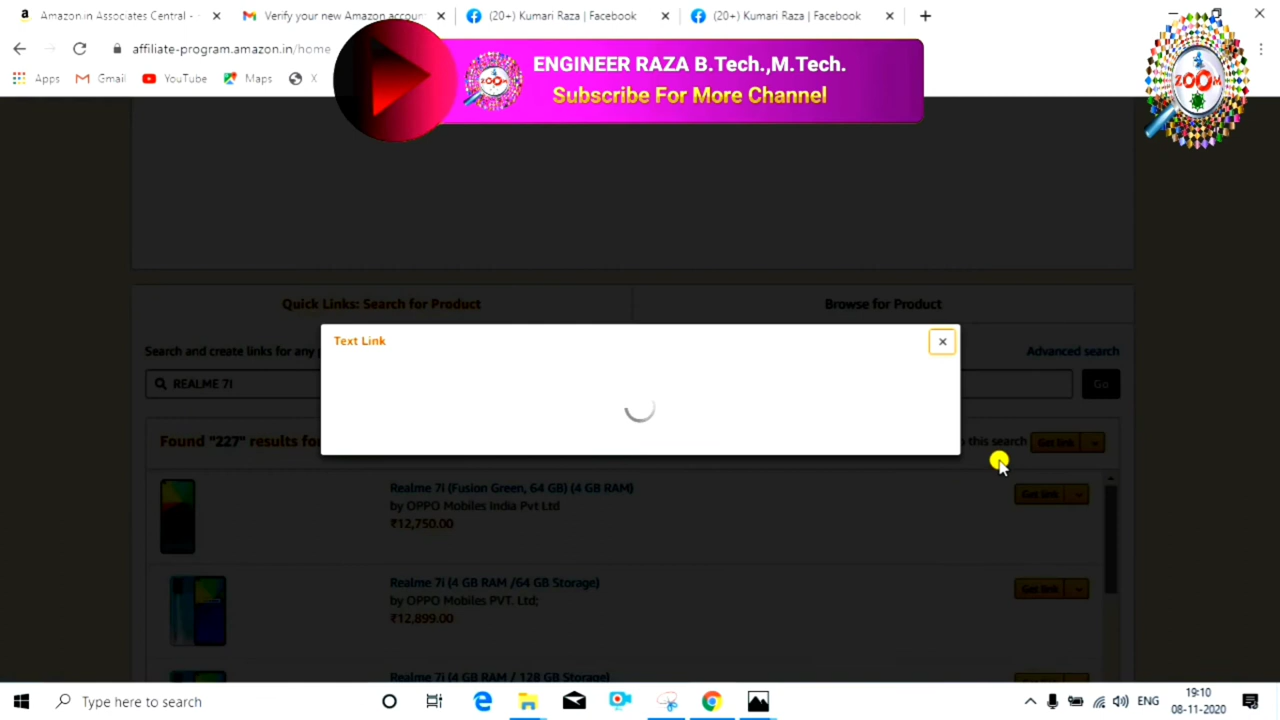 Amazon.in Associates Central -
Verify your new Amazon accoun
(20+) Kumari Raza | Facebook
(20+) Kumari Raza | Facebook
affiliate-program.amazon.in/home
Apps
Gmail
YouTube
Maps
X
ENGINEER RAZA B.Tech.,M.Tech.
Subscribe For More Channel
ZOOM
ZOOM
Quick Links: Search for Product
Browse for Product
Search and create links for any
Advanced search
REALME 7I
Go
Text Link
Found "227" results fo
this search
Get link
Realme 7i (Fusion Green, 64 GB) (4 GB RAM)
by OPPO Mobiles India Pvt Ltd
₹12,750.00
Get link
Realme 7i (4 GB RAM /64 GB Storage)
by OPPO Mobiles PVT. Ltd;
₹12,899.00
Get link
Realme 7i (4 GB RAM / 128 GB Storage)
Type here to search
ENG
19:10
08-11-2020